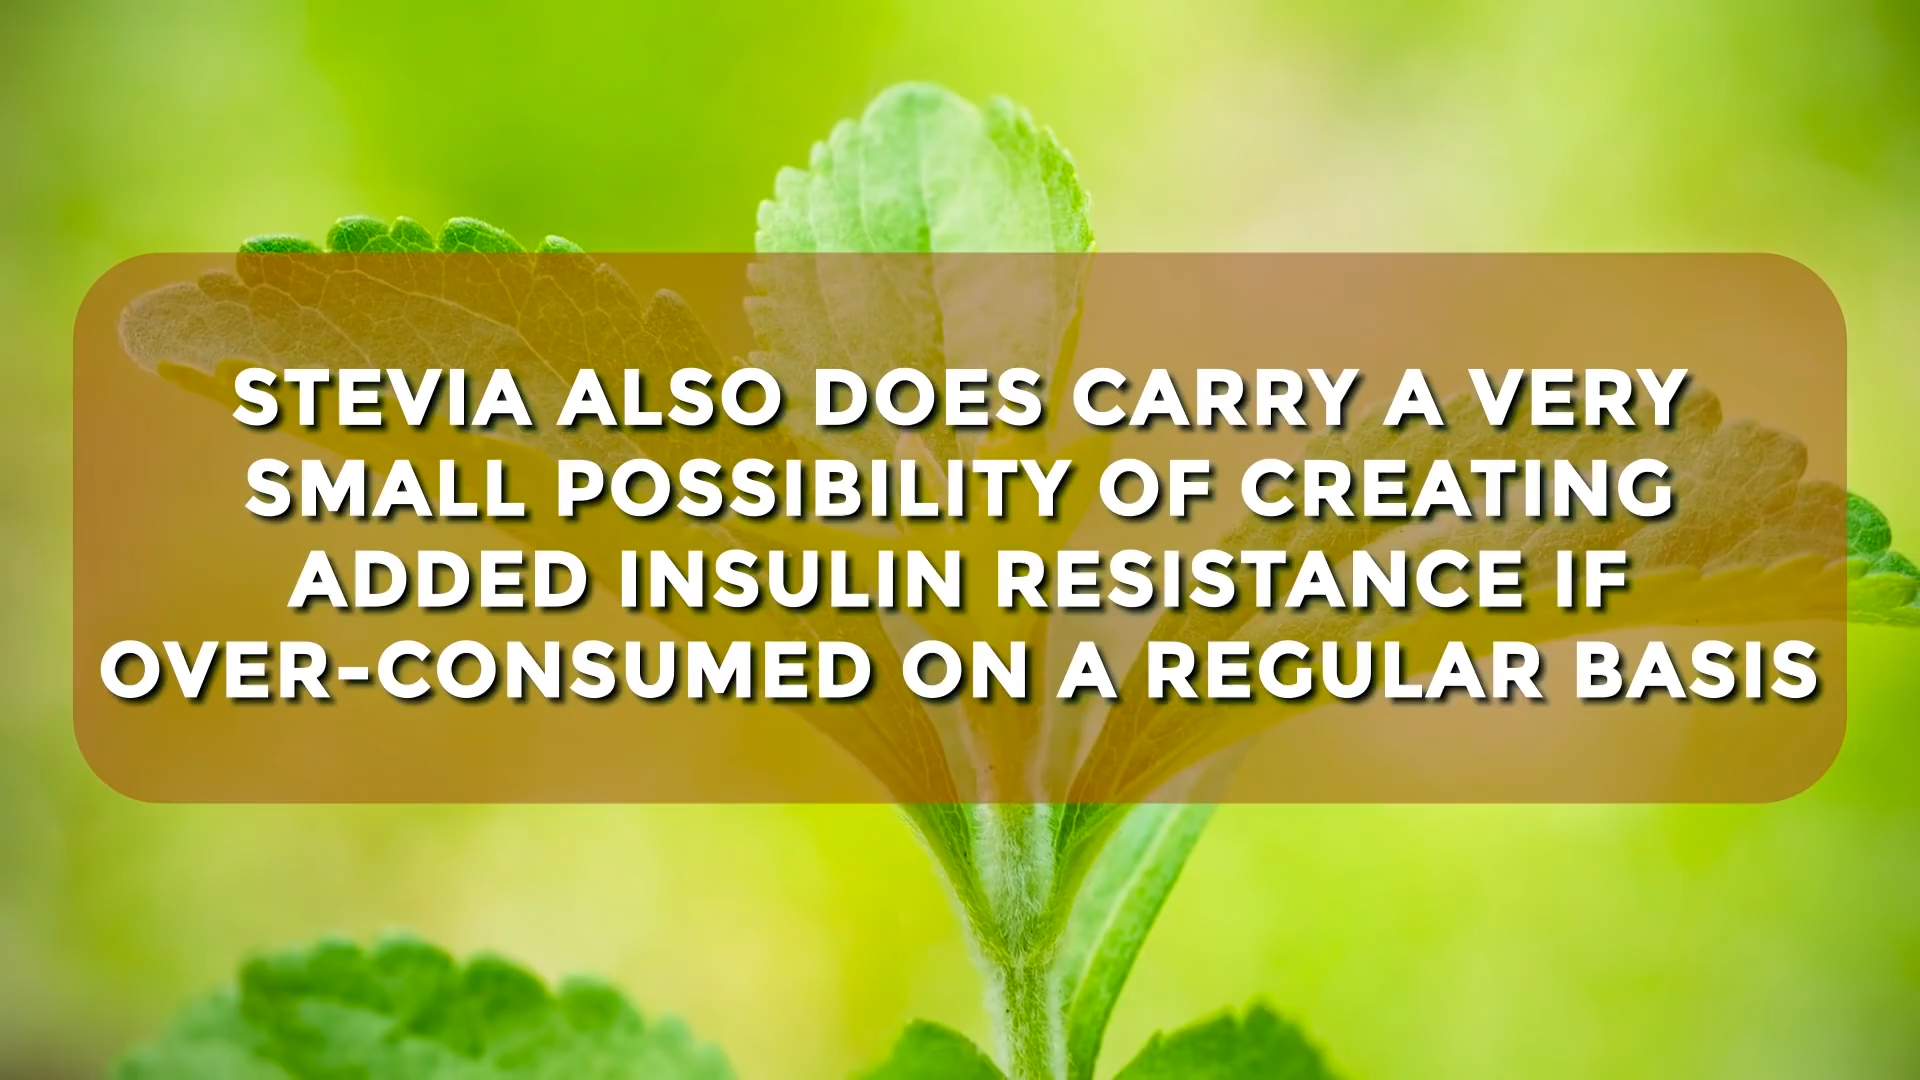 STEVIA ALSO DOES CARRY A VERY
SMALL POSSIBILITY OF CREATING
ADDED INSULIN RESISTANCE IF
OVER-CONSUMED ON A REGULAR BASIS